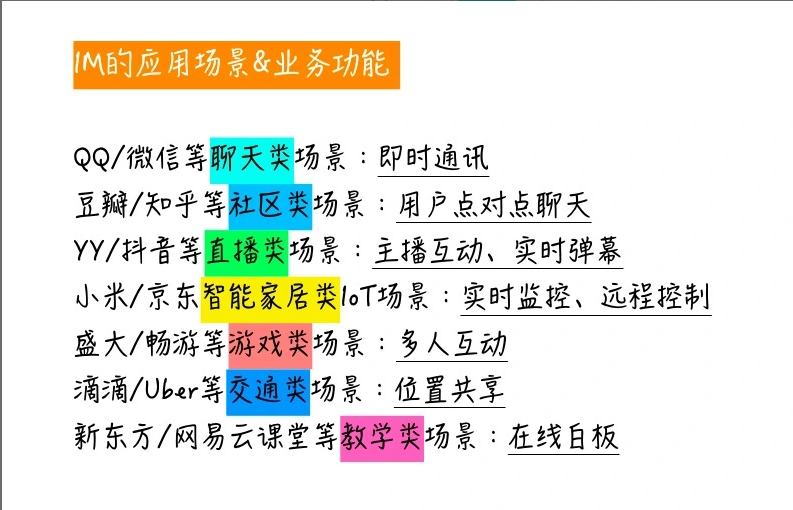 IM的应用场景&业务功能
QQ/微信等聊天类场景：即时通讯
豆瓣/知乎等社区类场景：用户点对点聊天
YY/抖音等直播类场景：主播互动、实时弹幕
小米/京东智能家居类IoT场景：实时监控、远程控制
盛大/畅游等游戏类场景：多人互动
滴滴/Uber等交通类场景：位置共享
新东方/网易云课堂等教学类场景：在线白板